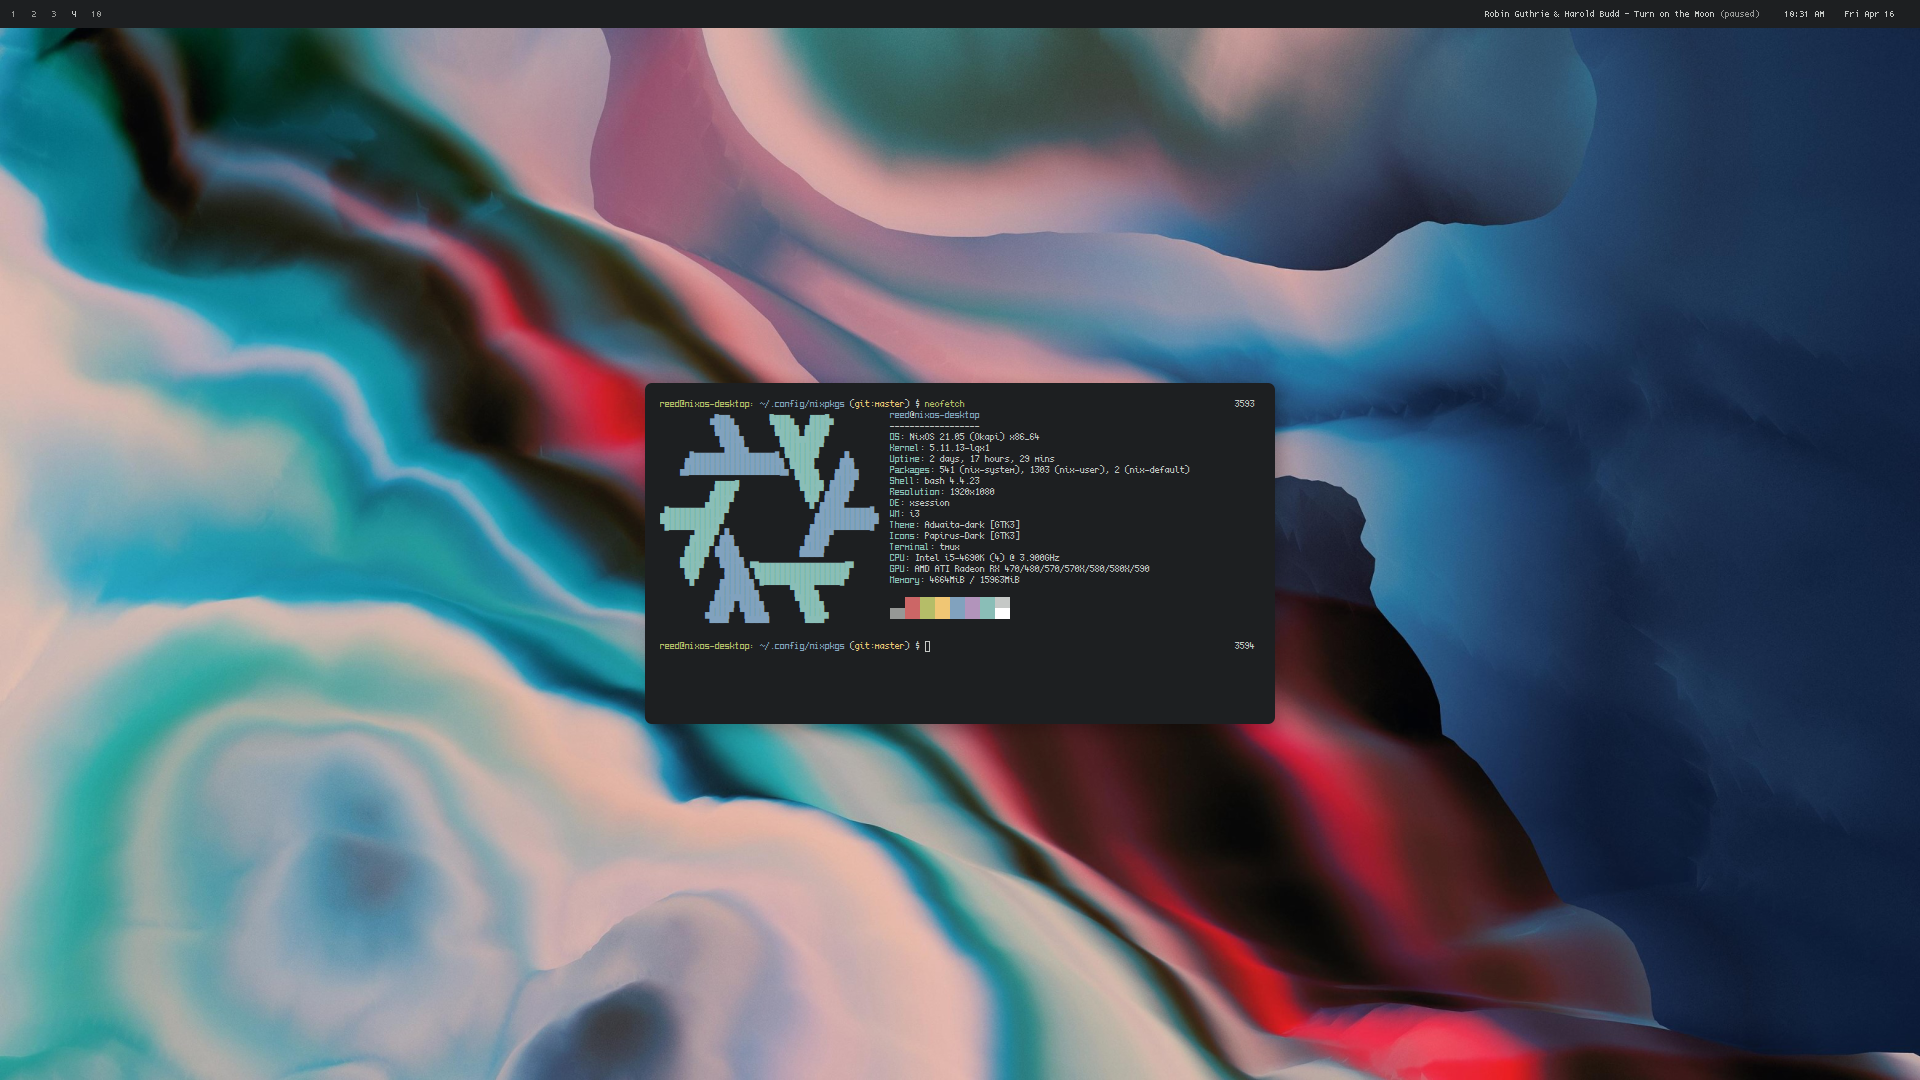 1 2 3 4 10 Robin Guthrie & Harold Budd - Turn on the Moon (paused) 10:31 AM Fri Apr 16
reed@nixos-desktop: ~/.config/nixpkgs (git:master) $ neofetch 3593
reed@nixos-desktop
------------------
OS: NixOS 21.05 (Okapi) x86_64
Kernel: 5.11.13-lqx1
Uptime: 2 days, 17 hours, 29 mins
Packages: 541 (nix-system), 1303 (nix-user), 2 (nix-default)
Shell: bash 4.4.23
Resolution: 1920x1080
DE: xsession
WM: i3
Theme: Adwaita-dark [GTK3]
Icons: Papirus-Dark [GTK3]
Terminal: tmux
CPU: Intel i5-4690K (4) @ 3.900GHz
GPU: AMD ATI Radeon RX 470/480/570/570X/580/580X/590
Memory: 4664MiB / 15963MiB
reed@nixos-desktop: ~/.config/nixpkgs (git:master) $ 3594